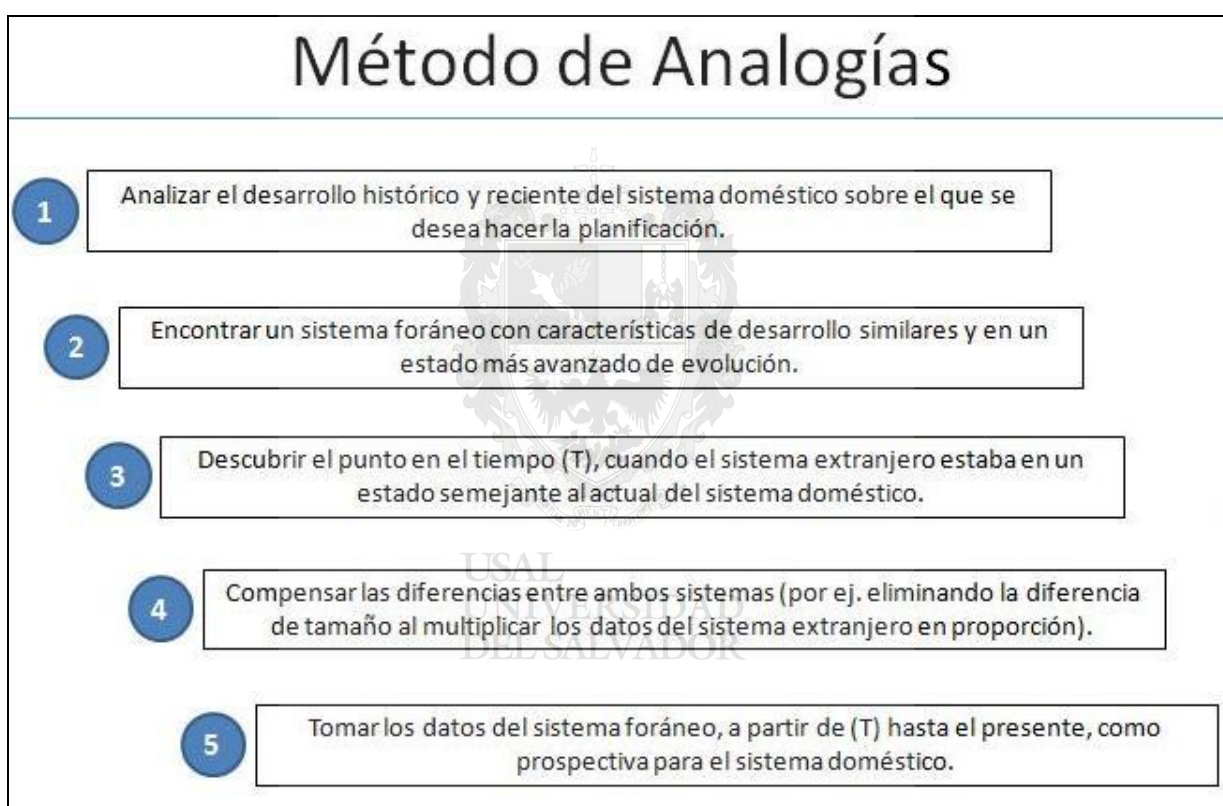 Método de Analogías
1
Analizar el desarrollo histórico y reciente del sistema doméstico sobre el que se
desea hacer la planificación.
2
Encontrar un sistema foráneo con características de desarrollo similares y en un
estado más avanzado de evolución.
3
Descubrir el punto en el tiempo (T), cuando el sistema extranjero estaba en un
estado semejante al actual del sistema doméstico.
4
Compensar las diferencias entre ambos sistemas (por ej. eliminando la diferencia
de tamaño al multiplicar los datos del sistema extranjero en proporción).
5
Tomar los datos del sistema foráneo, a partir de (T) hasta el presente, como
prospectiva para el sistema doméstico.
USAL
UNIVERSIDAD
DEL SALVADOR